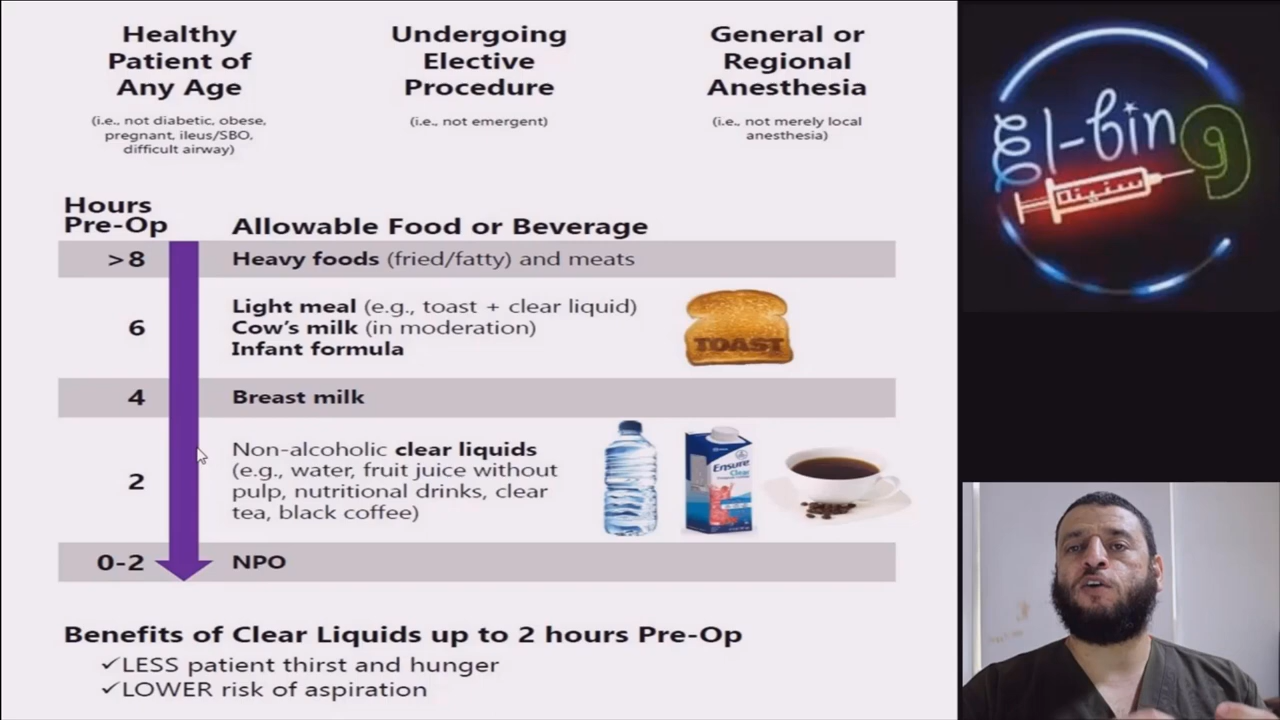 Healthy
Patient of
Any Age
(i.e., not diabetic, obese,
pregnant, ileus/SBO,
difficult airway)
Undergoing
Elective
Procedure
(i.e., not emergent)
General or
Regional
Anesthesia
(i.e., not merely local
anesthesia)
Hours
Pre-Op
Allowable Food or Beverage
>8
Heavy foods (fried/fatty) and meats
6
Light meal (e.g., toast + clear liquid)
Cow's milk (in moderation)
Infant formula
TOAST
4
Breast milk
2
Non-alcoholic clear liquids
(e.g., water, fruit juice without
pulp, nutritional drinks, clear
tea, black coffee)
Ensure
Clear
0-2
NPO
Benefits of Clear Liquids up to 2 hours Pre-Op
✓LESS patient thirst and hunger
✓LOWER risk of aspiration
El-bin g
سنينه